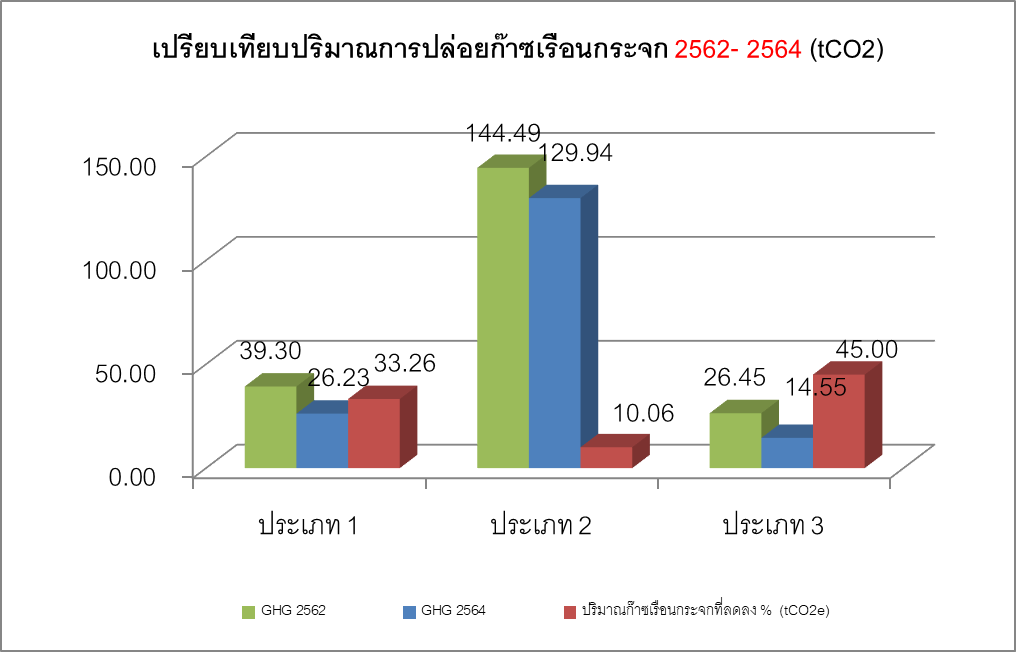 เปรียบเทียบปริมาณการปล่อยก๊าซเรือนกระจก 2562- 2564 (tCO2)
144.49
129.94
150.00
100.00
39.30
26.23
33.26
50.00
10.06
26.45
14.55
45.00
0.00
ประเภท 1
ประเภท 2
ประเภท 3
GHG 2562
GHG 2564
ปริมาณก๊าซเรือนกระจกที่ลดลง % (tCO2e)